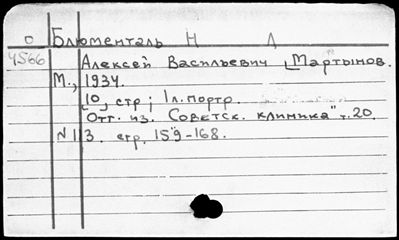 О Блюменталь Н Л
4566 Алексей Васильевич Мартынов.
М., 1934.
10 стр; 1 л. портр.
Отт. из. Советск. клиника" т. 20
N 113. стр. 159-168.